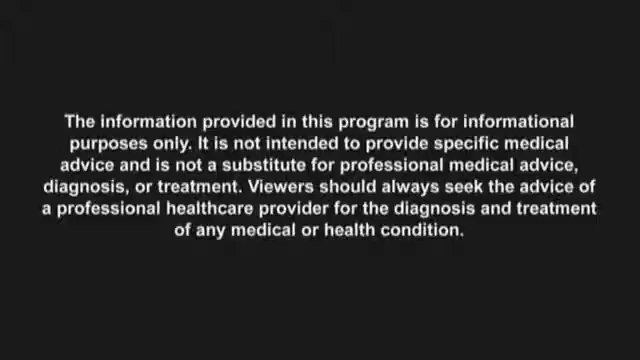 The information provided in this program is for informational
purposes only. It is not intended to provide specific medical
advice and is not a substitute for professional medical advice,
diagnosis, or treatment. Viewers should always seek the advice of
a professional healthcare provider for the diagnosis and treatment
of any medical or health condition.